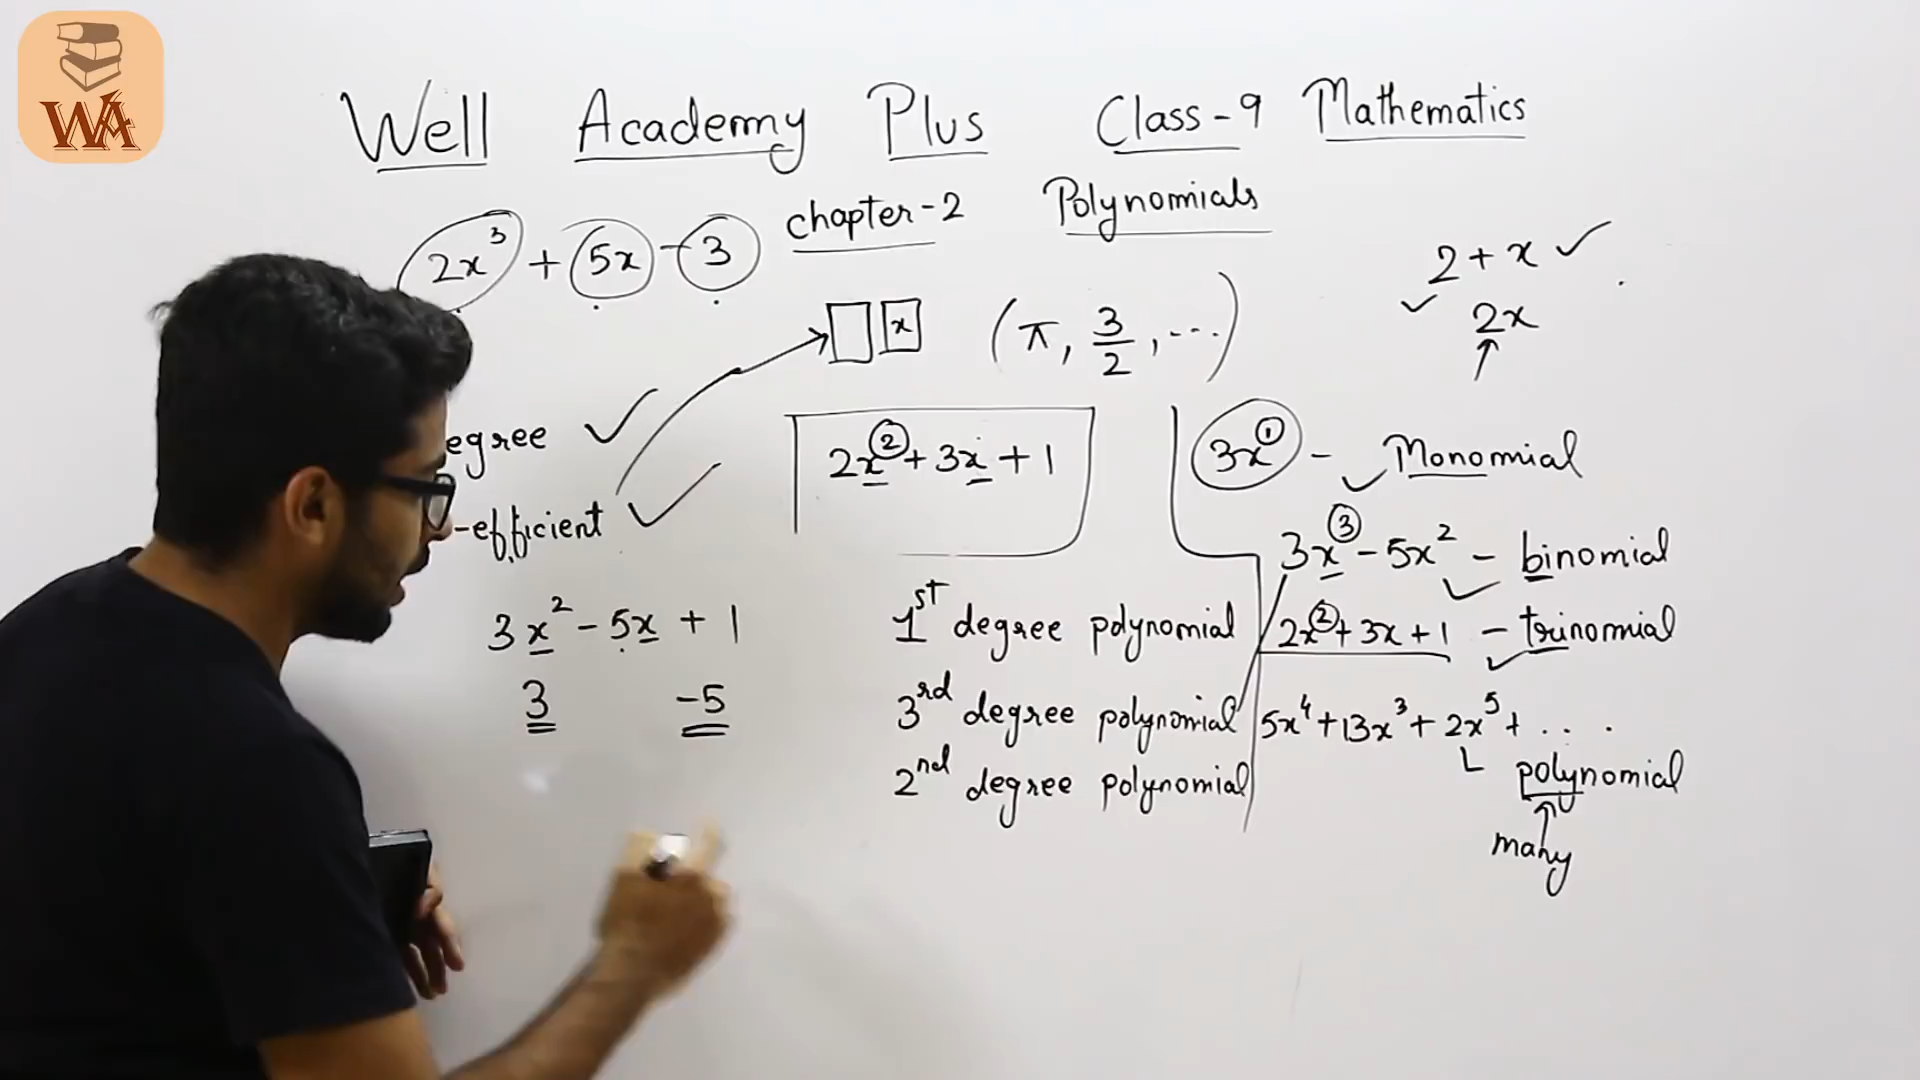 WA
Well Academy Plus Class-9 Mathematics
chapter-2 Polynomials
2x³ + 5x - 3
2 + x ✓
✓ 2x
x
(π, 3/2, ....)
egree ✓
-efficient ✓
2x² + 3x + 1
3x¹ - Monomial
3x³ - 5x² - binomial
2x² + 3x + 1 - trinomial
5x⁴ + 13x³ + 2x⁵ + ....
polynomial
many
3x² - 5x + 1
3 -5
1st degree polynomial
3rd degree polynomial
2nd degree polynomial